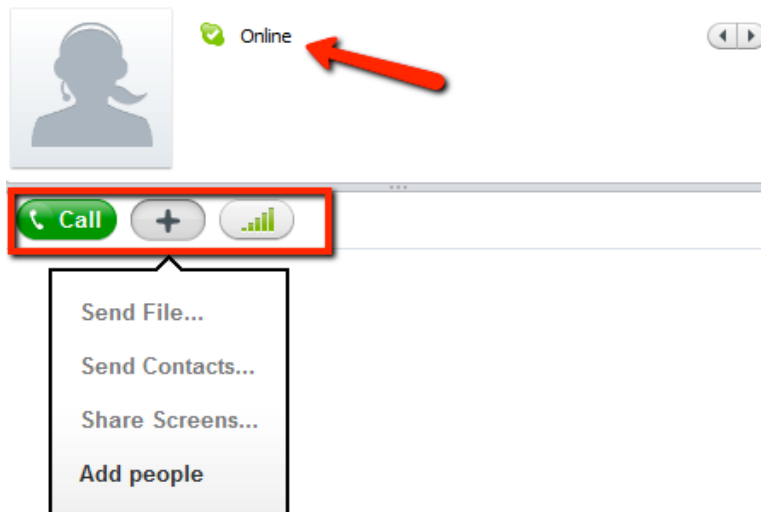 Online
Call
Send File...
Send Contacts...
Share Screens...
Add people